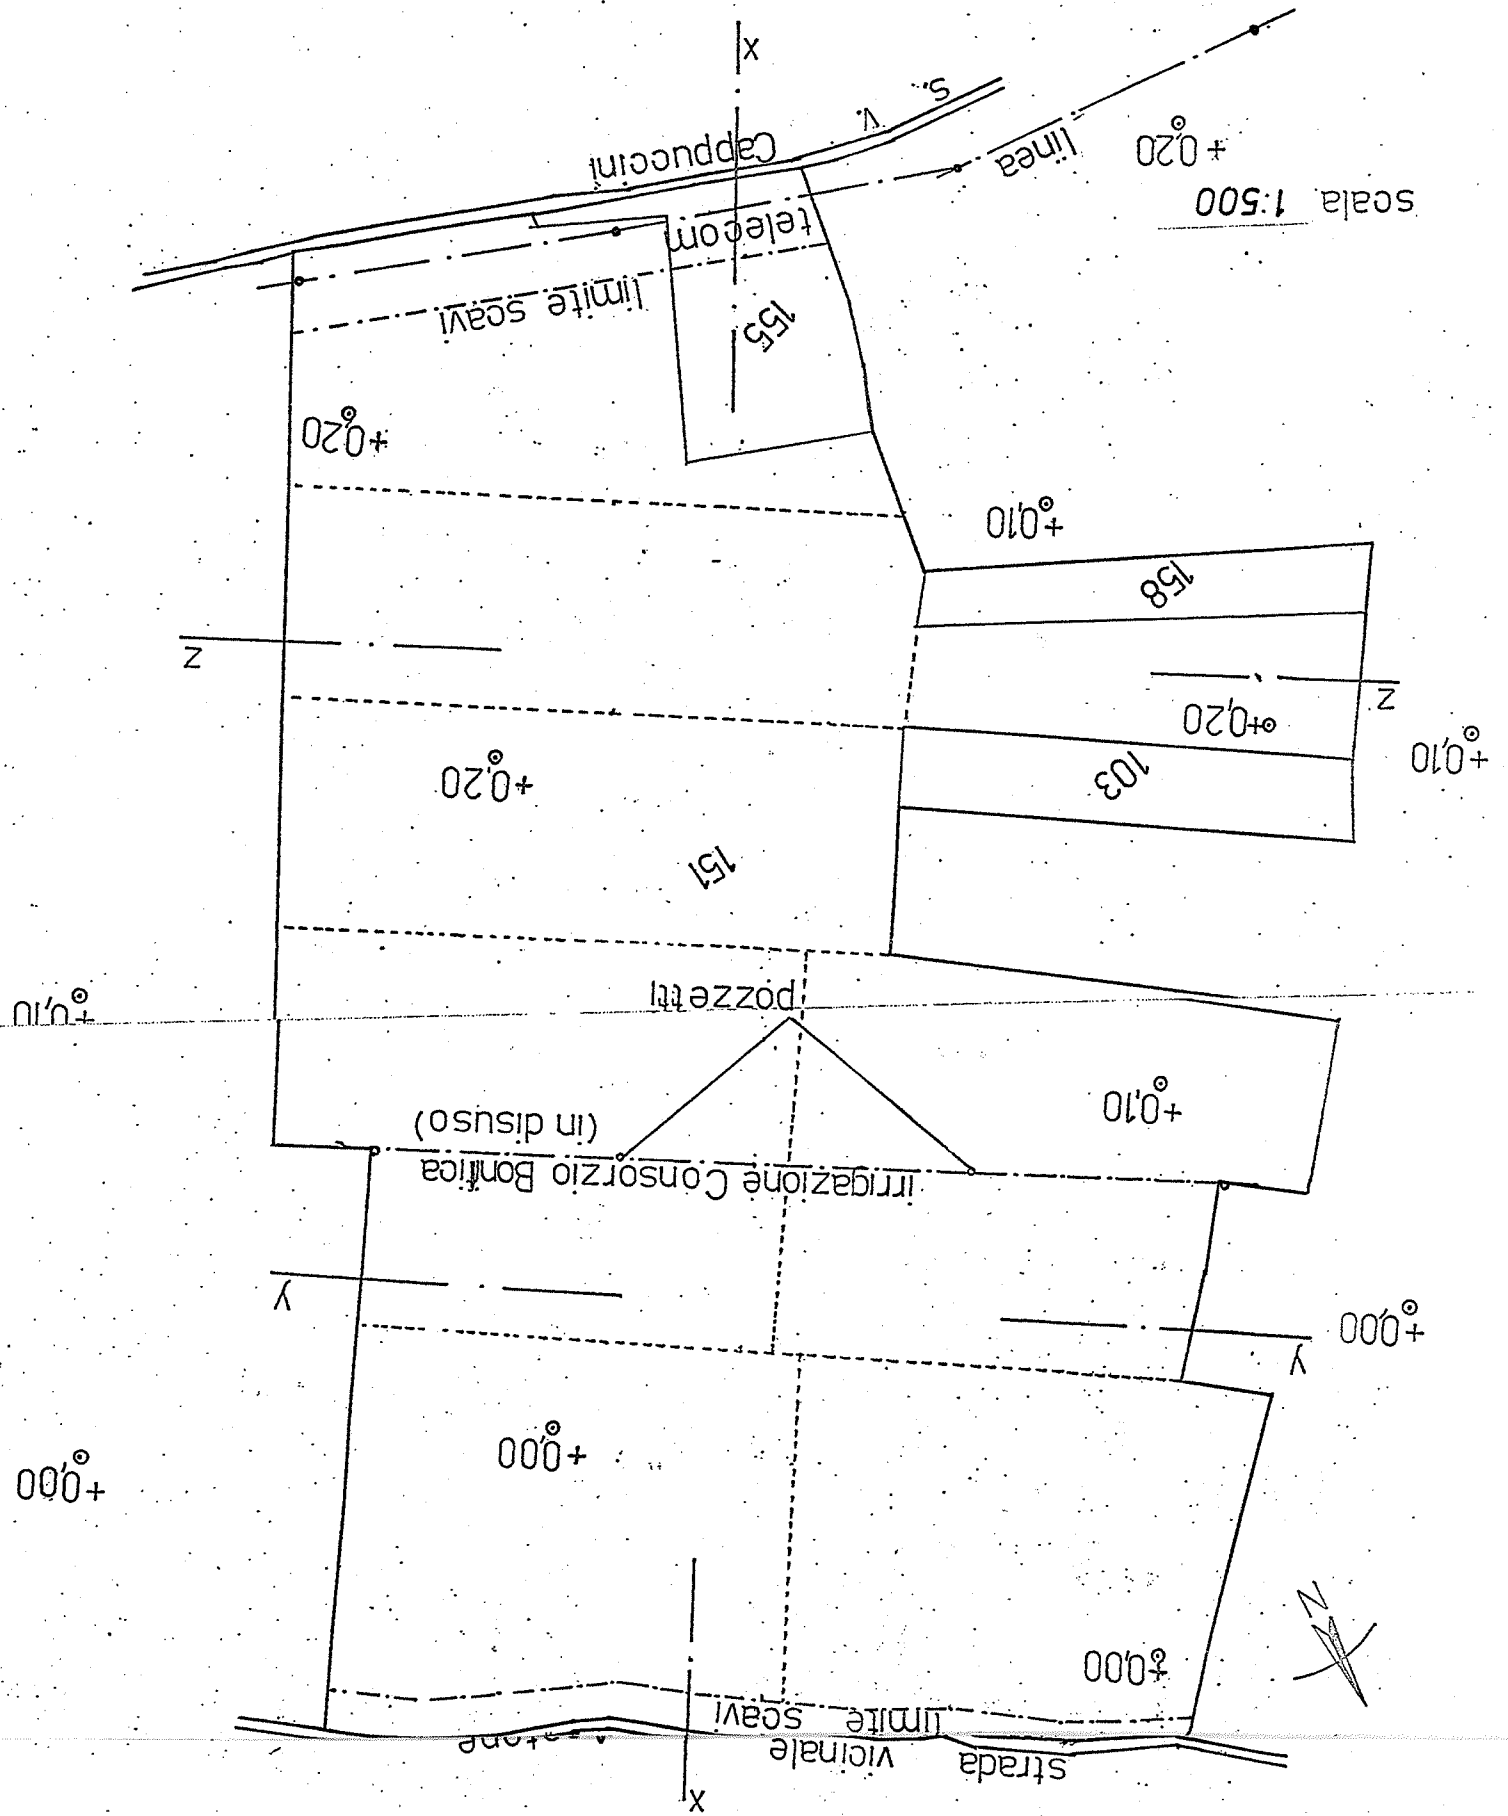 x
strada vicinale Agatone
limite scavi
N
+0,00
+0,00
+0,00
y
y
+0,00
irrigazione Consorzio Bonifica
(in disuso)
+0,10
pozzetti
+0,10
151
103
+0,20
+0,10
+0,20
z
z
158
+0,10
+0,20
155
limite scavi
linea telecom
scala 1:500
+0,20
S. V. Cappuccini
x